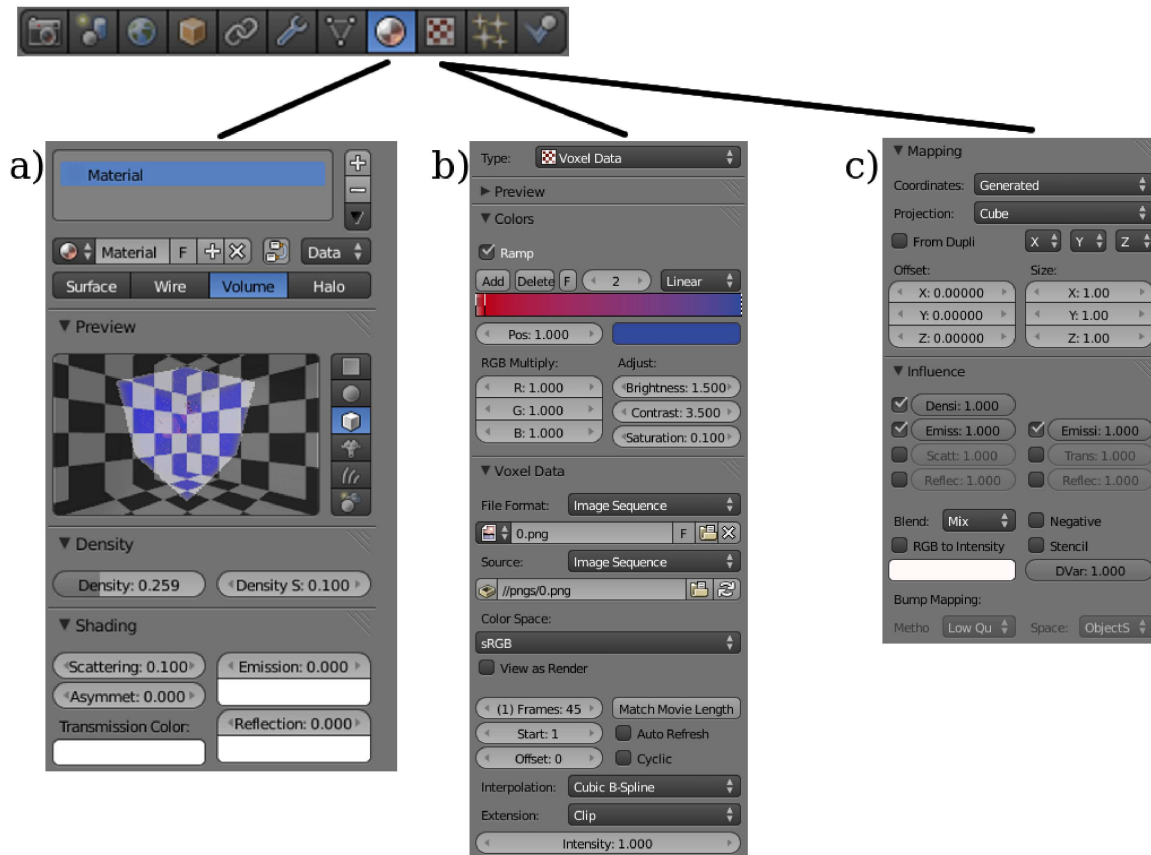 a)
Material
Material F Data
Surface Wire Volume Halo
Preview
Density
Density: 0.259 Density S: 0.100
Shading
Scattering: 0.100 Emission: 0.000
Asymmet: 0.000
Transmission Color: Reflection: 0.000
b)
Type: Voxel Data
Preview
Colors
Ramp
Add Delete F 2 Linear
Pos: 1.000
RGB Multiply: Adjust:
R: 1.000 Brightness: 1.500
G: 1.000 Contrast: 3.500
B: 1.000 Saturation: 0.100
Voxel Data
File Format: Image Sequence
0.png F
Source: Image Sequence
//pngs/0.png
Color Space:
sRGB
View as Render
(1) Frames: 45 Match Movie Length
Start: 1 Auto Refresh
Offset: 0 Cyclic
Interpolation: Cubic B-Spline
Extension: Clip
Intensity: 1.000
c)
Mapping
Coordinates: Generated
Projection: Cube
From Dupli X Y Z
Offset: Size:
X: 0.00000 X: 1.00
Y: 0.00000 Y: 1.00
Z: 0.00000 Z: 1.00
Influence
Densi: 1.000
Emiss: 1.000 Emissi: 1.000
Scatt: 1.000 Trans: 1.000
Reflec: 1.000 Reflec: 1.000
Blend: Mix Negative
RGB to Intensity Stencil
DVar: 1.000
Bump Mapping:
Metho Low Qu Space: ObjectS